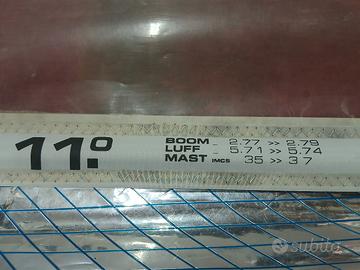 11.0
BOOM _ 2.77 >> 2.79
LUFF _ 5.71 >> 5.74
MAST IMCS 35 >> 37
subito